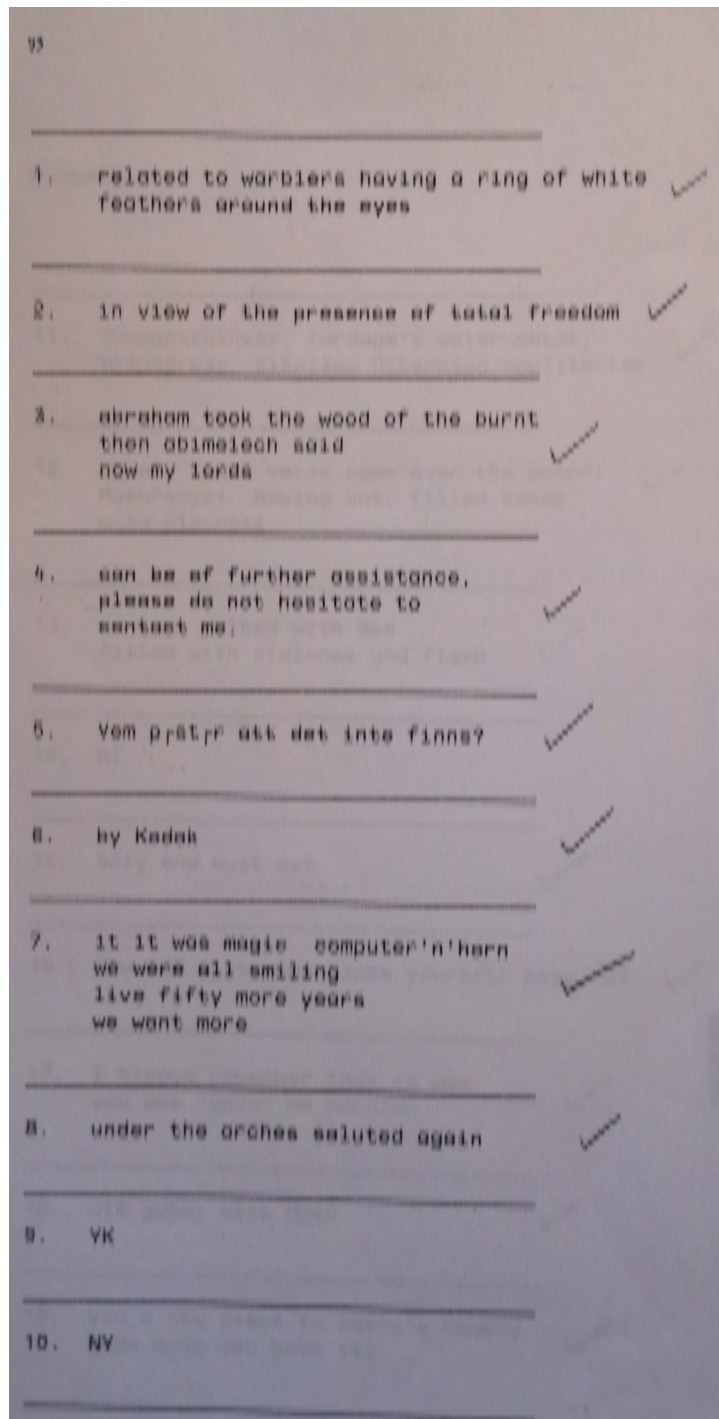 93
1. related to warblers having a ring of white
feathers around the eyes
2. in view of the presense of total freedom
3. abraham took the wood of the burnt
then abimelech said
now my lords
4. can be of further assistance,
please do not hesitate to
contact me.
5. Vem p┌st┌r att det inte finns?
6. by Kodak
7. it it was magic computer'n'horn
we were all smiling
live fifty more years
we want more
8. under the arches saluted again
9. YK
10. NY